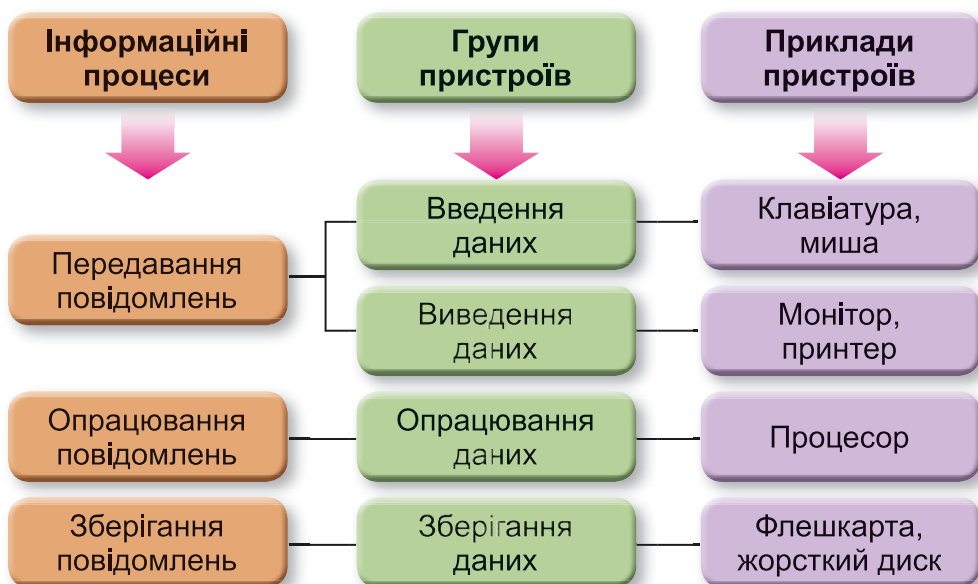 Інформаційні
процеси
Групи
пристроїв
Приклади
пристроїв
Передавання
повідомлень
Введення
даних
Клавіатура,
миша
Виведення
даних
Монітор,
принтер
Опрацювання
повідомлень
Опрацювання
даних
Процесор
Зберігання
повідомлень
Зберігання
даних
Флешкарта,
жорсткий диск